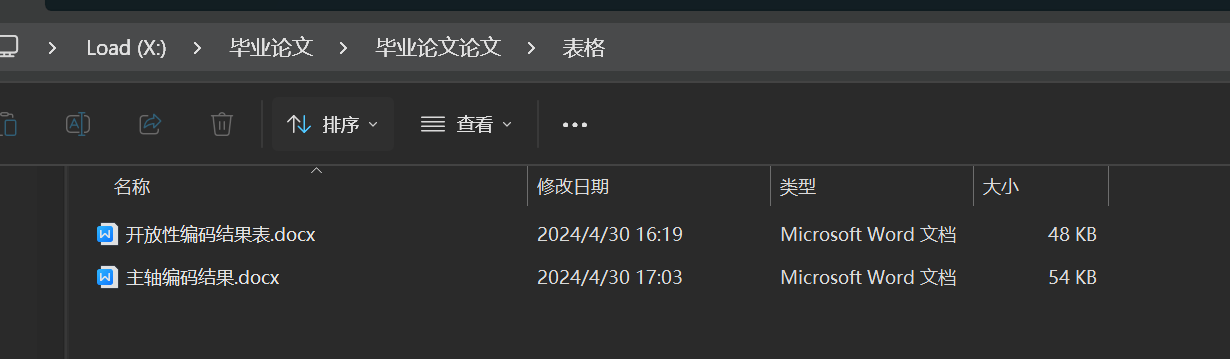 Load (X:) 毕业论文 毕业论文论文 表格
排序 查看
名称 修改日期 类型 大小
开放性编码结果表.docx 2024/4/30 16:19 Microsoft Word 文档 48 KB
主轴编码结果.docx 2024/4/30 17:03 Microsoft Word 文档 54 KB